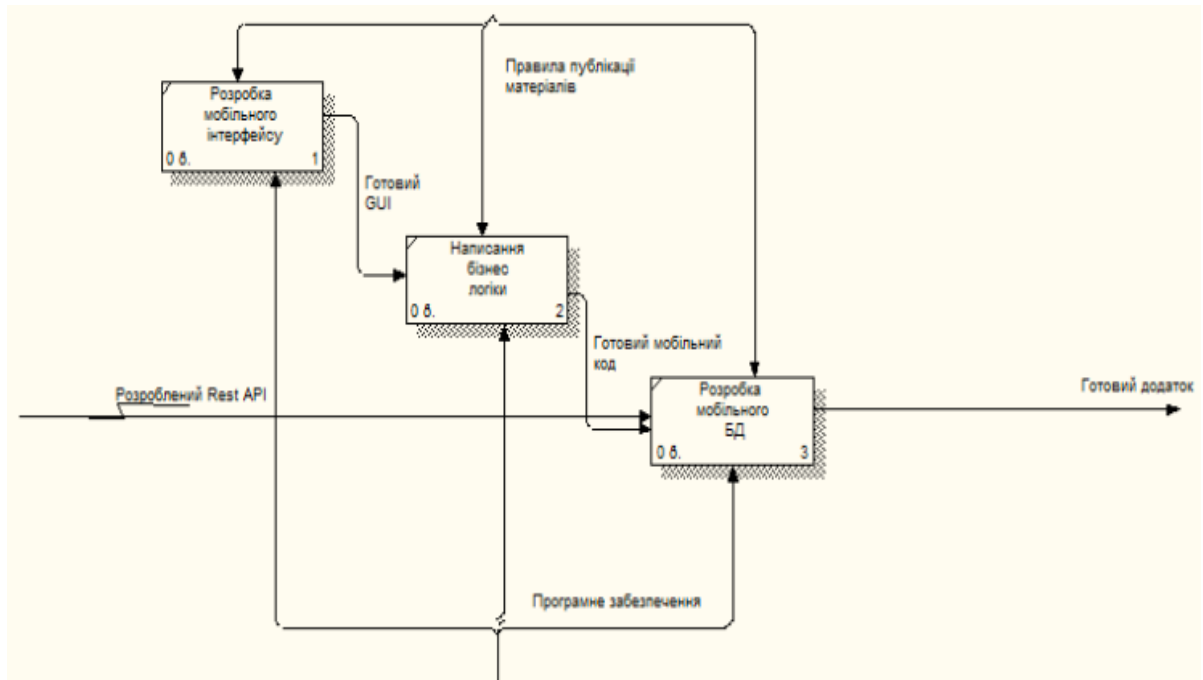 Правила публікації
матеріалів
Розробка
мобільного
інтерфейсу
0 в.
1
Готовий
GUI
Написання
бізнес
логіки
0 в.
2
Готовий мобільний
код
Розроблений Rest API
Розробка
мобільного
БД
0 в.
3
Готовий додаток
Програмне забезпечення